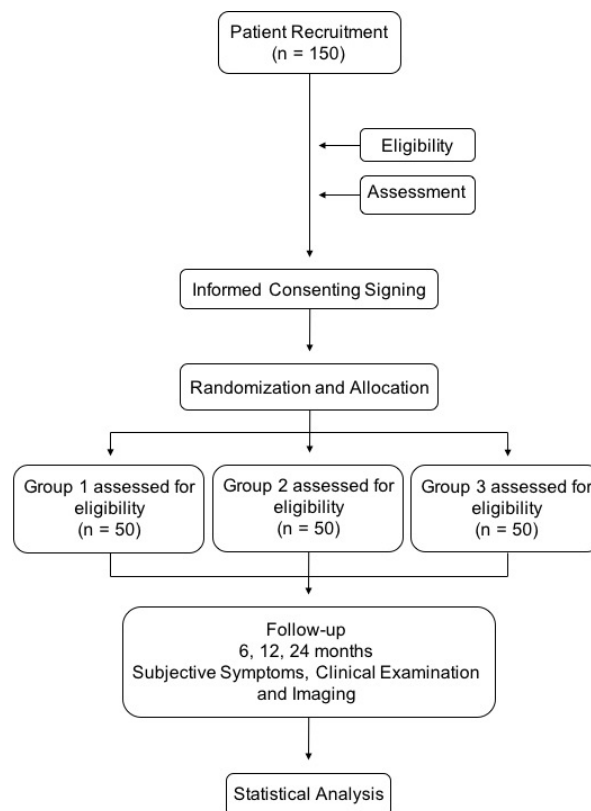 Patient Recruitment
(n = 150)
Eligibility
Assessment
Informed Consenting Signing
Randomization and Allocation
Group 1 assessed for
eligibility
(n = 50)
Group 2 assessed for
eligibility
(n = 50)
Group 3 assessed for
eligibility
(n = 50)
Follow-up
6, 12, 24 months
Subjective Symptoms, Clinical Examination
and Imaging
Statistical Analysis